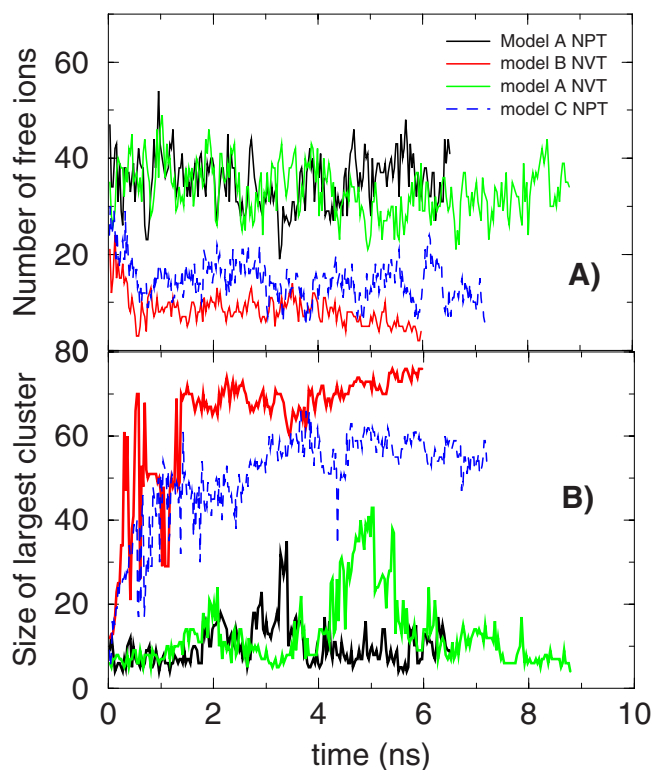 60
40
20
Number of free ions
Model A NPT
model B NVT
model A NVT
model C NPT
A)
80
60
40
20
0
Size of largest cluster
B)
0 2 4 6 8 10
time (ns)